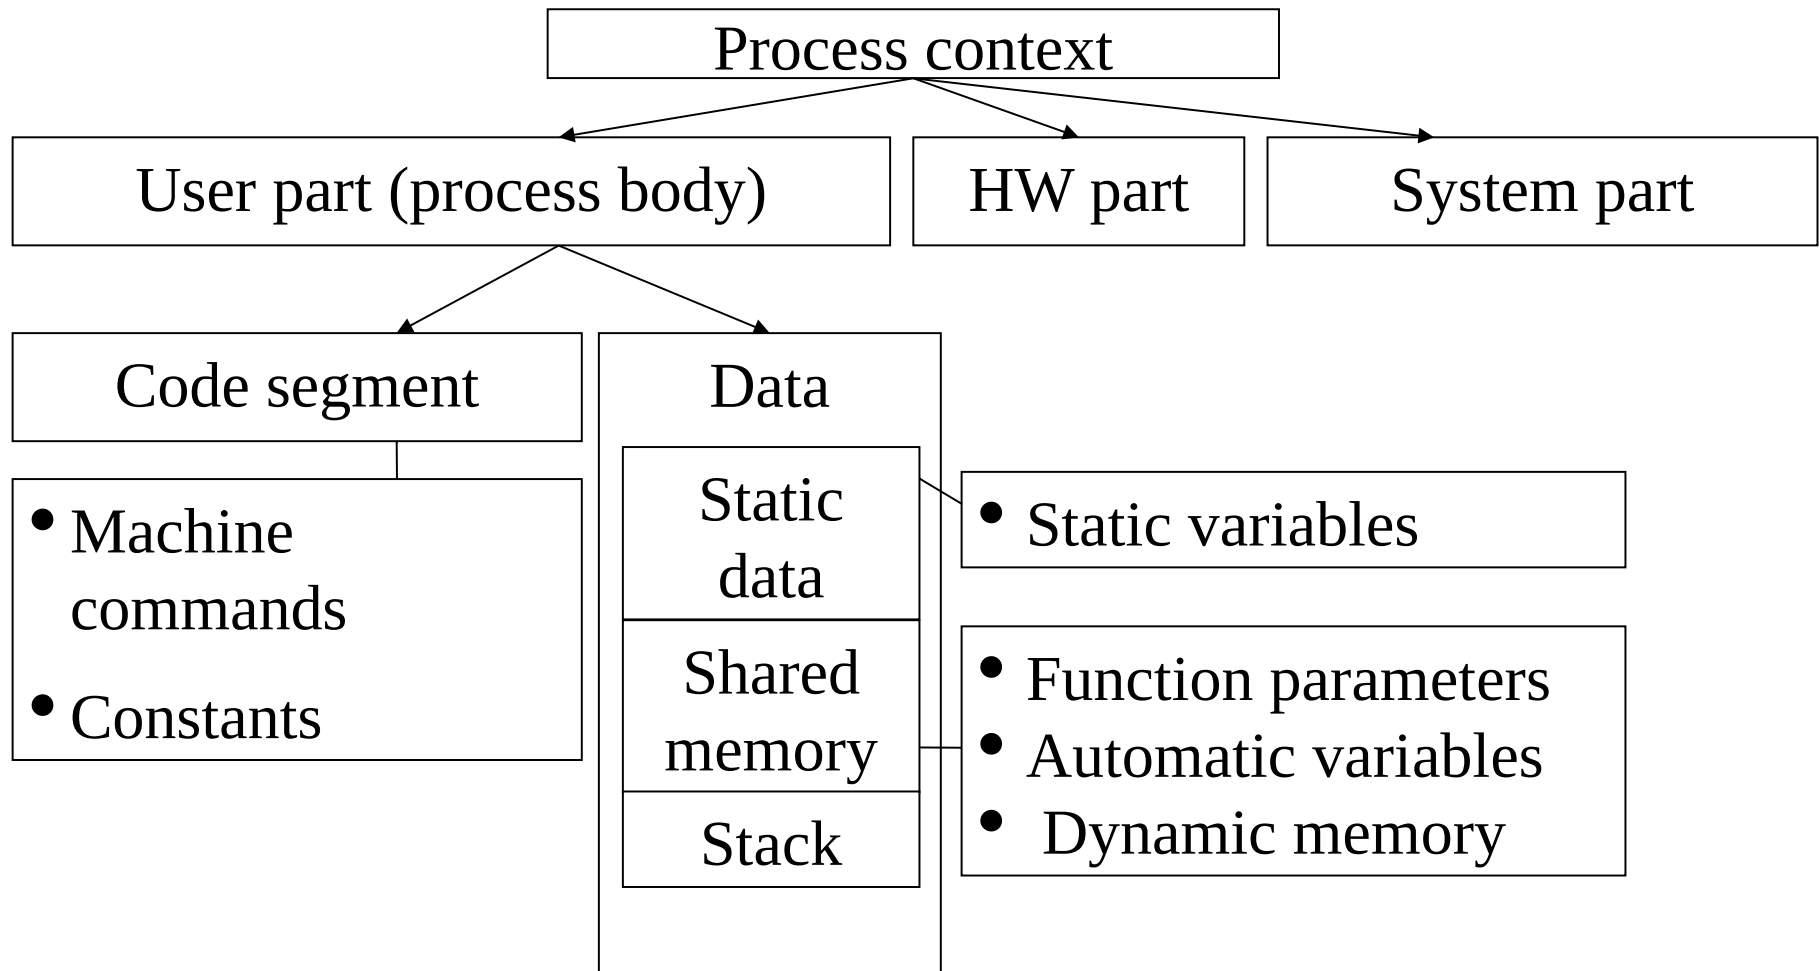 Process context
User part (process body)
HW part
System part
Code segment
• Machine
commands
• Constants
Data
Static
data
Shared
memory
Stack
• Static variables
• Function parameters
• Automatic variables
• Dynamic memory